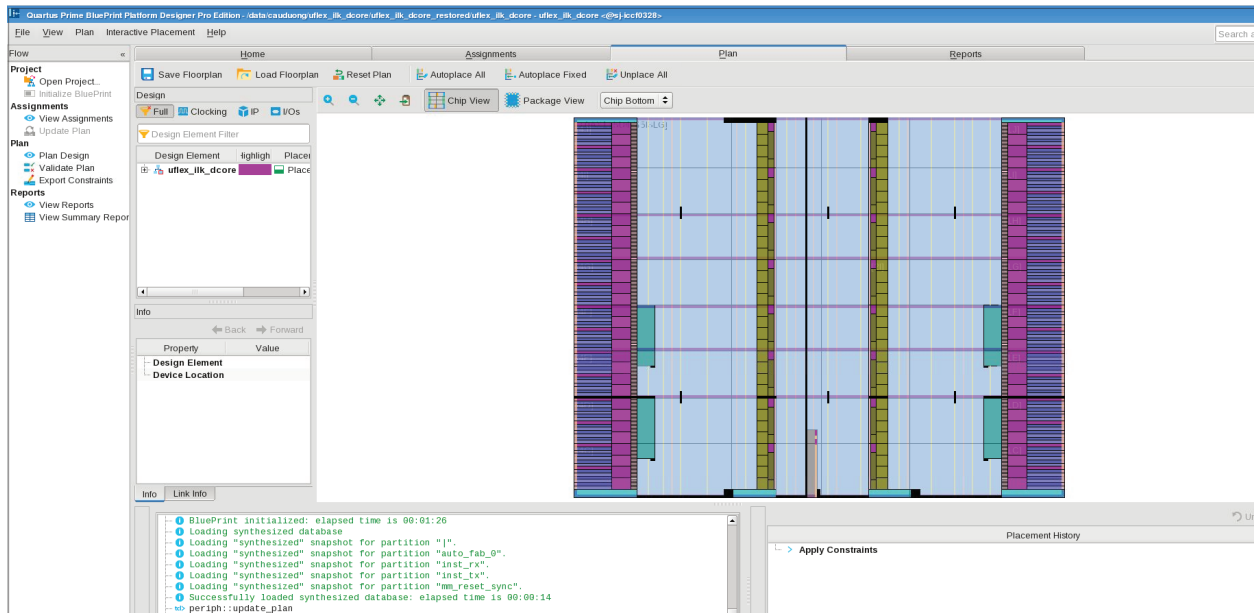 Quartus Prime BluePrint Platform Designer Pro Edition - /data/cauduong/uflex_ilk_dcore/uflex_ilk_dcore_restored/uflex_ilk_dcore - uflex_ilk_dcore <@sj-iccf0328>
File View Plan Interactive Placement Help
Search a
Flow «
Project
Open Project...
Initialize BluePrint
Assignments
View Assignments
Update Plan
Plan
Plan Design
Validate Plan
Export Constraints
Reports
View Reports
View Summary Repor
Home Assignments Plan Reports
Save Floorplan Load Floorplan Reset Plan Autoplace All Autoplace Fixed Unplace All
Design
Full Clocking IP I/Os
Chip View Package View Chip Bottom
Design Element Filter
Design Element Highligh Placer
uflex_ilk_dcore Place
Info
Back Forward
Property Value
Design Element
Device Location
Info Link Info
BluePrint initialized: elapsed time is 00:01:26
Loading synthesized database
Loading "synthesized" snapshot for partition "|".
Loading "synthesized" snapshot for partition "auto_fab_0".
Loading "synthesized" snapshot for partition "inst_rx".
Loading "synthesized" snapshot for partition "inst_tx".
Loading "synthesized" snapshot for partition "mm_reset_sync".
Successfully loaded synthesized database: elapsed time is 00:00:14
tcl> periph::update_plan
Un
Placement History
> Apply Constraints